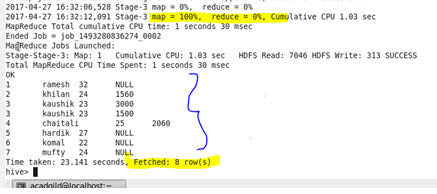 2017-04-27 16:32:06,528 Stage-3 map = 0%,  reduce = 0%
2017-04-27 16:32:12,091 Stage-3 map = 100%,  reduce = 0%, Cumulative CPU 1.03 sec
MapReduce Total cumulative CPU time: 1 seconds 30 msec
Ended Job = job_1493280836274_0002
MapReduce Jobs Launched:
Stage-Stage-3: Map: 1   Cumulative CPU: 1.03 sec   HDFS Read: 7046 HDFS Write: 313 SUCCESS
Total MapReduce CPU Time Spent: 1 seconds 30 msec
OK
1 ramesh 32 NULL
2 khilan 24 1560
3 kaushik 23 3000
3 kaushik 23 1500
4 chaitali 25 2060
5 hardik 27 NULL
6 komal 22 NULL
7 mufty 24 NULL
Time taken: 23.141 seconds, Fetched: 8 row(s)
hive>
acadgild@localhost:~